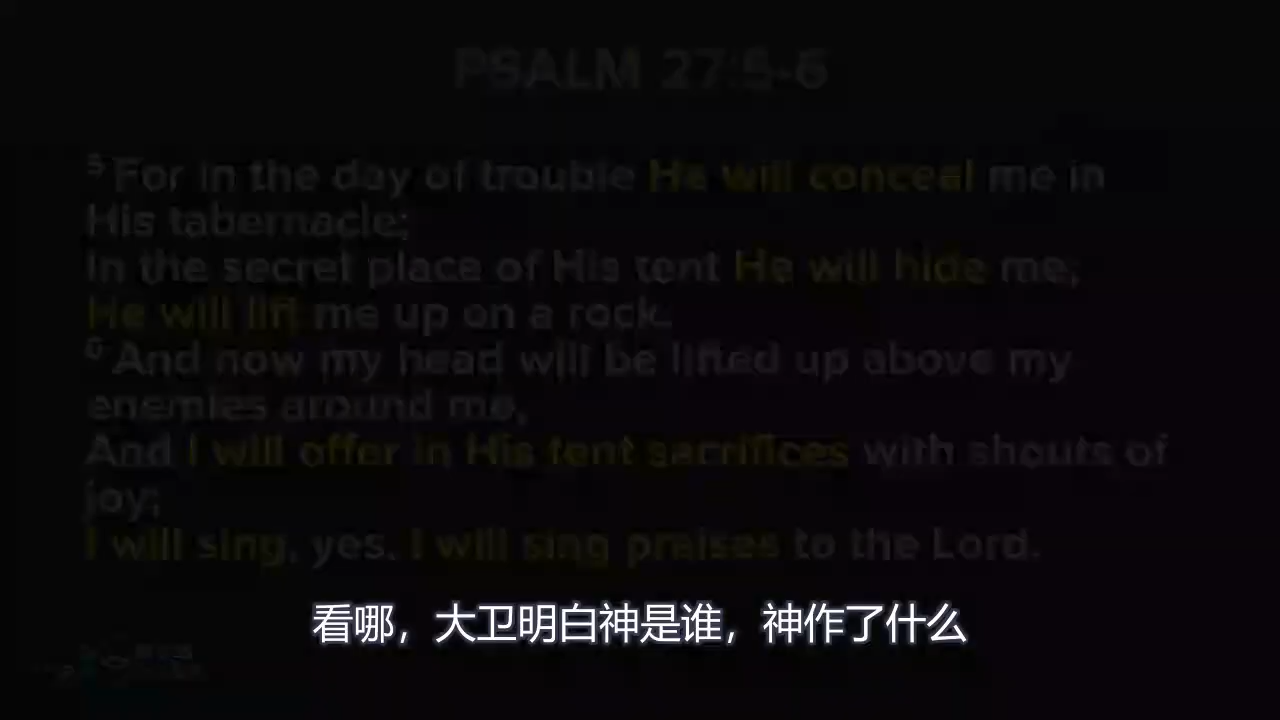 PSALM 27:5-6
5 For in the day of trouble He will conceal me in
His tabernacle;
In the secret place of His tent He will hide me;
He will lift me up on a rock.
6 And now my head will be lifted up above my
enemies around me,
And I will offer in His tent sacrifices with shouts of
joy;
I will sing, yes, I will sing praises to the Lord.
看哪，大卫明白神是谁，神作了什么